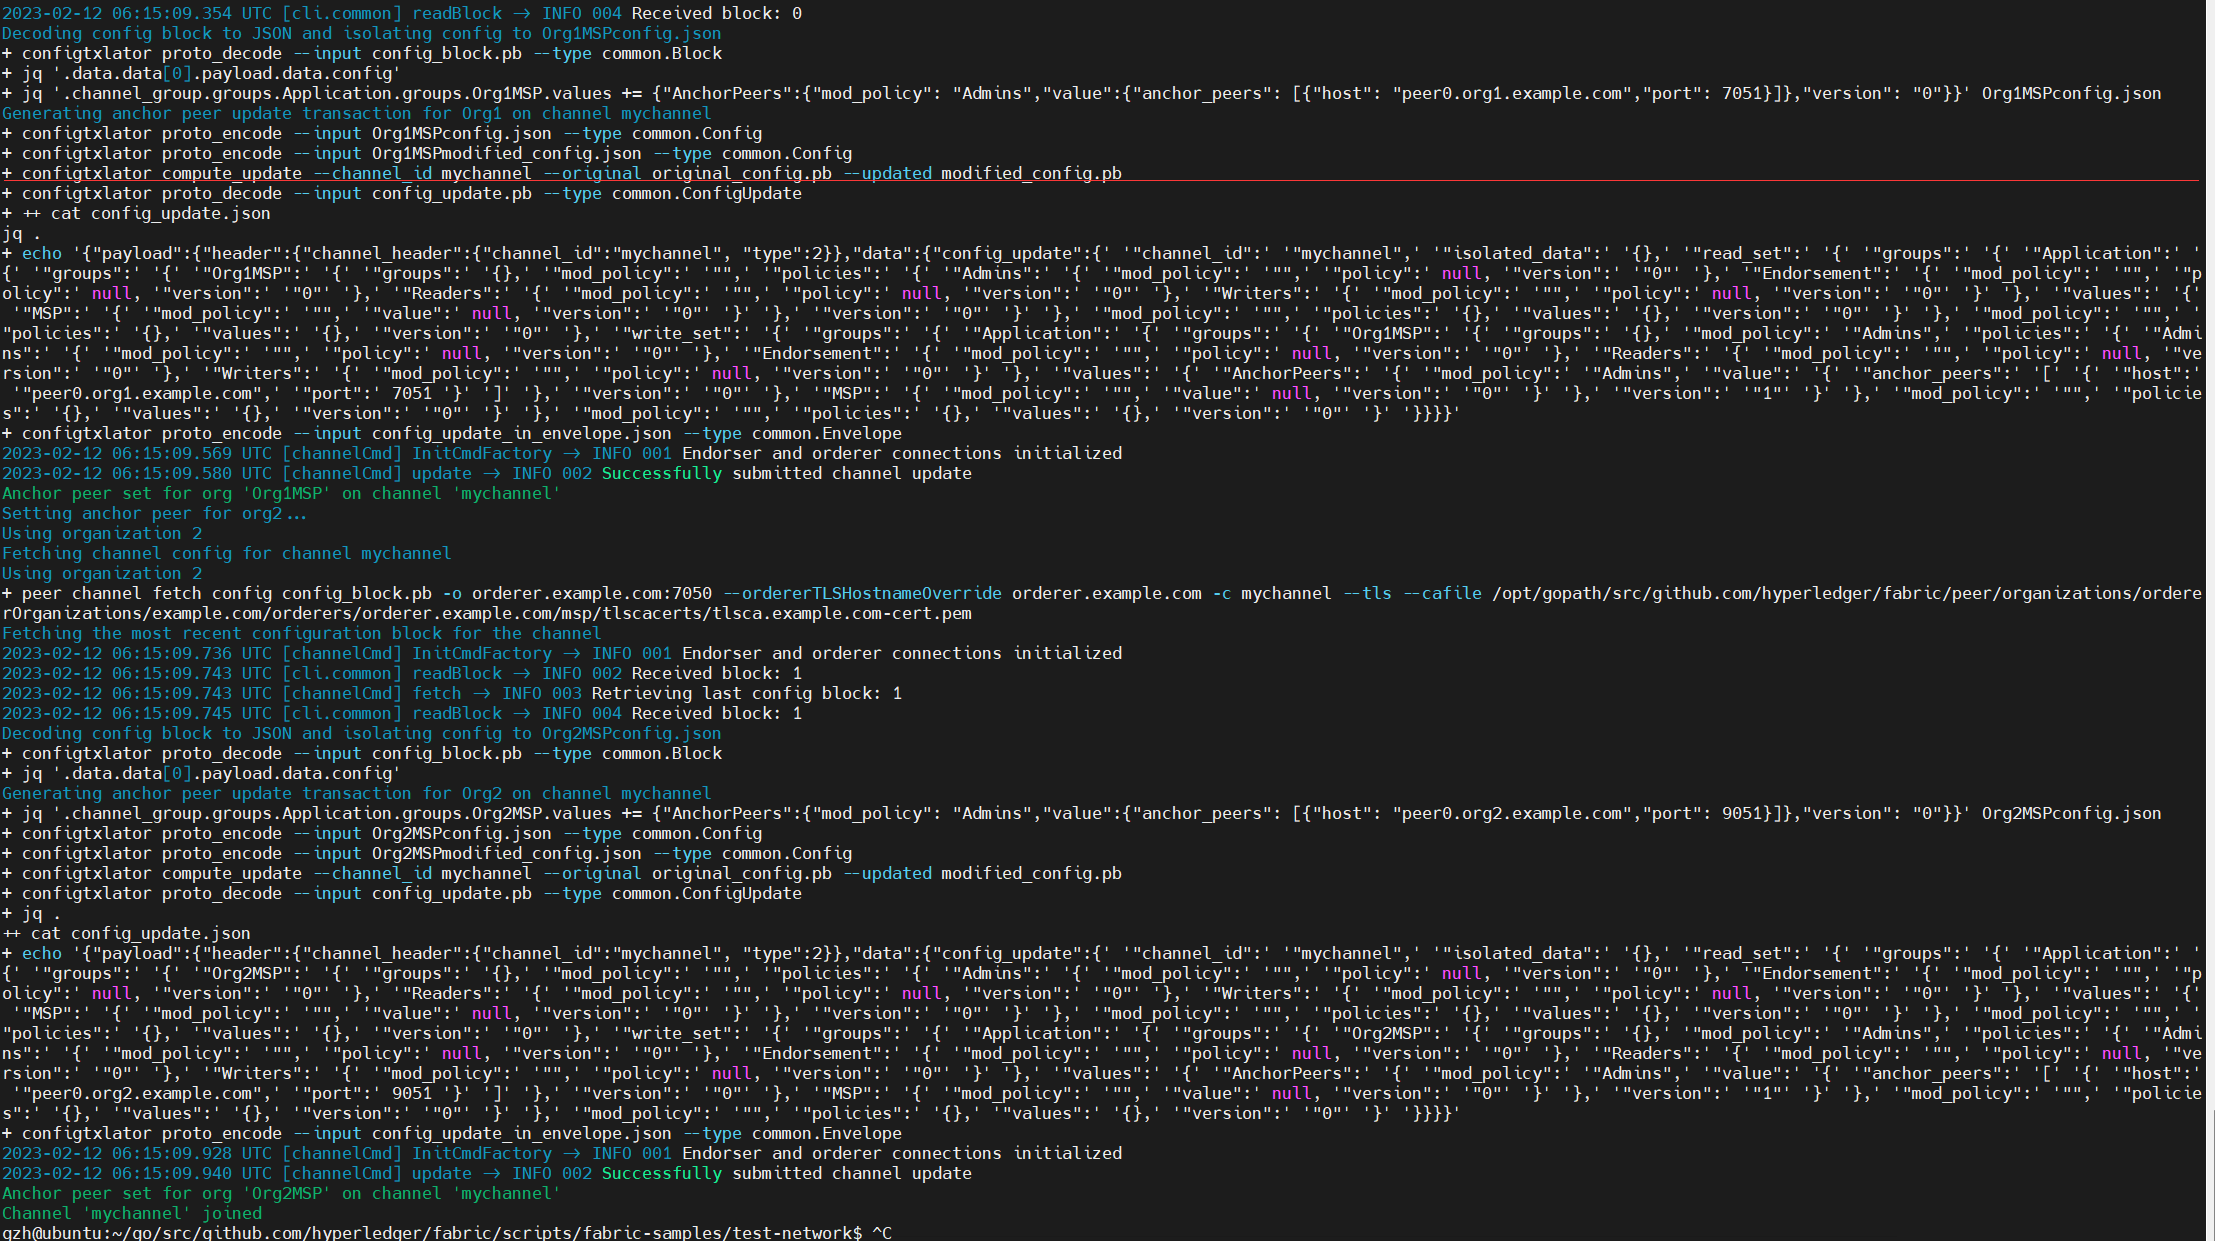 2023-02-12 06:15:09.354 UTC [cli.common] readBlock -> INFO 004 Received block: 0
Decoding config block to JSON and isolating config to Org1MSPconfig.json
+ configtxlator proto_decode --input config_block.pb --type common.Block
+ jq '.data.data[0].payload.data.config'
+ jq '.channel_group.groups.Application.groups.Org1MSP.values += {"AnchorPeers":{"mod_policy": "Admins","value":{"anchor_peers": [{"host": "peer0.org1.example.com","port": 7051}]},"version": "0"}}' Org1MSPconfig.json
Generating anchor peer update transaction for Org1 on channel mychannel
+ configtxlator proto_encode --input Org1MSPconfig.json --type common.Config
+ configtxlator proto_encode --input Org1MSPmodified_config.json --type common.Config
+ configtxlator compute_update --channel_id mychannel --original original_config.pb --updated modified_config.pb
+ configtxlator proto_decode --input config_update.pb --type common.ConfigUpdate
+ ++ cat config_update.json
jq .
+ echo '{"payload":{"header":{"channel_header":{"channel_id":"mychannel", "type":2}},"data":{"config_update":{' '"channel_id":' '"mychannel",' '"isolated_data":' '{},' '"read_set":' '{' '"groups":' '{' '"Application":' '
{' '"groups":' '{' '"Org1MSP":' '{' '"groups":' '{},' '"mod_policy":' '"",' '"policies":' '{' '"Admins":' '{' '"mod_policy":' '"",' '"policy":' null, '"version":' '"0"' '},' '"Endorsement":' '{' '"mod_policy":' '"",' '"p
olicy":' null, '"version":' '"0"' '},' '"Readers":' '{' '"mod_policy":' '"",' '"policy":' null, '"version":' '"0"' '},' '"Writers":' '{' '"mod_policy":' '"",' '"policy":' null, '"version":' '"0"' '}' '},' '"values":' '{'
'"MSP":' '{' '"mod_policy":' '"",' '"value":' null, '"version":' '"0"' '}' '},' '"version":' '"0"' '}' '},' '"mod_policy":' '"",' '"policies":' '{},' '"values":' '{},' '"version":' '"0"' '}' '},' '"mod_policy":' '"",' '
"policies":' '{},' '"values":' '{},' '"version":' '"0"' '},' '"write_set":' '{' '"groups":' '{' '"Application":' '{' '"groups":' '{' '"Org1MSP":' '{' '"groups":' '{},' '"mod_policy":' '"Admins",' '"policies":' '{' '"Admi
ns":' '{' '"mod_policy":' '"",' '"policy":' null, '"version":' '"0"' '},' '"Endorsement":' '{' '"mod_policy":' '"",' '"policy":' null, '"version":' '"0"' '},' '"Readers":' '{' '"mod_policy":' '"",' '"policy":' null, '"ve
rsion":' '"0"' '},' '"Writers":' '{' '"mod_policy":' '"",' '"policy":' null, '"version":' '"0"' '}' '},' '"values":' '{' '"AnchorPeers":' '{' '"mod_policy":' '"Admins",' '"value":' '{' '"anchor_peers":' '[' '{' '"host":'
'"peer0.org1.example.com",' '"port":' 7051 '}' ']' '},' '"version":' '"0"' '},' '"MSP":' '{' '"mod_policy":' '"",' '"value":' null, '"version":' '"0"' '}' '},' '"version":' '"1"' '}' '},' '"mod_policy":' '"",' '"policie
s":' '{},' '"values":' '{},' '"version":' '"0"' '}' '},' '"mod_policy":' '"",' '"policies":' '{},' '"values":' '{},' '"version":' '"0"' '}' '}}}}'
+ configtxlator proto_encode --input config_update_in_envelope.json --type common.Envelope
2023-02-12 06:15:09.569 UTC [channelCmd] InitCmdFactory -> INFO 001 Endorser and orderer connections initialized
2023-02-12 06:15:09.580 UTC [channelCmd] update -> INFO 002 Successfully submitted channel update
Anchor peer set for org 'Org1MSP' on channel 'mychannel'
Setting anchor peer for org2...
Using organization 2
Fetching channel config for channel mychannel
Using organization 2
+ peer channel fetch config config_block.pb -o orderer.example.com:7050 --ordererTLSHostnameOverride orderer.example.com -c mychannel --tls --cafile /opt/gopath/src/github.com/hyperledger/fabric/peer/organizations/ordere
rOrganizations/example.com/orderers/orderer.example.com/msp/tlscacerts/tlsca.example.com-cert.pem
Fetching the most recent configuration block for the channel
2023-02-12 06:15:09.736 UTC [channelCmd] InitCmdFactory -> INFO 001 Endorser and orderer connections initialized
2023-02-12 06:15:09.743 UTC [cli.common] readBlock -> INFO 002 Received block: 1
2023-02-12 06:15:09.743 UTC [channelCmd] fetch -> INFO 003 Retrieving last config block: 1
2023-02-12 06:15:09.745 UTC [cli.common] readBlock -> INFO 004 Received block: 1
Decoding config block to JSON and isolating config to Org2MSPconfig.json
+ configtxlator proto_decode --input config_block.pb --type common.Block
+ jq '.data.data[0].payload.data.config'
Generating anchor peer update transaction for Org2 on channel mychannel
+ jq '.channel_group.groups.Application.groups.Org2MSP.values += {"AnchorPeers":{"mod_policy": "Admins","value":{"anchor_peers": [{"host": "peer0.org2.example.com","port": 9051}]},"version": "0"}}' Org2MSPconfig.json
+ configtxlator proto_encode --input Org2MSPconfig.json --type common.Config
+ configtxlator proto_encode --input Org2MSPmodified_config.json --type common.Config
+ configtxlator compute_update --channel_id mychannel --original original_config.pb --updated modified_config.pb
+ configtxlator proto_decode --input config_update.pb --type common.ConfigUpdate
+ jq .
++ cat config_update.json
+ echo '{"payload":{"header":{"channel_header":{"channel_id":"mychannel", "type":2}},"data":{"config_update":{' '"channel_id":' '"mychannel",' '"isolated_data":' '{},' '"read_set":' '{' '"groups":' '{' '"Application":' '
{' '"groups":' '{' '"Org2MSP":' '{' '"groups":' '{},' '"mod_policy":' '"",' '"policies":' '{' '"Admins":' '{' '"mod_policy":' '"",' '"policy":' null, '"version":' '"0"' '},' '"Endorsement":' '{' '"mod_policy":' '"",' '"p
olicy":' null, '"version":' '"0"' '},' '"Readers":' '{' '"mod_policy":' '"",' '"policy":' null, '"version":' '"0"' '},' '"Writers":' '{' '"mod_policy":' '"",' '"policy":' null, '"version":' '"0"' '}' '},' '"values":' '{'
'"MSP":' '{' '"mod_policy":' '"",' '"value":' null, '"version":' '"0"' '}' '},' '"version":' '"0"' '}' '},' '"mod_policy":' '"",' '"policies":' '{},' '"values":' '{},' '"version":' '"0"' '}' '},' '"mod_policy":' '"",' '
"policies":' '{},' '"values":' '{},' '"version":' '"0"' '},' '"write_set":' '{' '"groups":' '{' '"Application":' '{' '"groups":' '{' '"Org2MSP":' '{' '"groups":' '{},' '"mod_policy":' '"Admins",' '"policies":' '{' '"Admi
ns":' '{' '"mod_policy":' '"",' '"policy":' null, '"version":' '"0"' '},' '"Endorsement":' '{' '"mod_policy":' '"",' '"policy":' null, '"version":' '"0"' '},' '"Readers":' '{' '"mod_policy":' '"",' '"policy":' null, '"ve
rsion":' '"0"' '},' '"Writers":' '{' '"mod_policy":' '"",' '"policy":' null, '"version":' '"0"' '}' '},' '"values":' '{' '"AnchorPeers":' '{' '"mod_policy":' '"Admins",' '"value":' '{' '"anchor_peers":' '[' '{' '"host":'
'"peer0.org2.example.com",' '"port":' 9051 '}' ']' '},' '"version":' '"0"' '},' '"MSP":' '{' '"mod_policy":' '"",' '"value":' null, '"version":' '"0"' '}' '},' '"version":' '"1"' '}' '},' '"mod_policy":' '"",' '"policie
s":' '{},' '"values":' '{},' '"version":' '"0"' '}' '},' '"mod_policy":' '"",' '"policies":' '{},' '"values":' '{},' '"version":' '"0"' '}' '}}}}'
+ configtxlator proto_encode --input config_update_in_envelope.json --type common.Envelope
2023-02-12 06:15:09.928 UTC [channelCmd] InitCmdFactory -> INFO 001 Endorser and orderer connections initialized
2023-02-12 06:15:09.940 UTC [channelCmd] update -> INFO 002 Successfully submitted channel update
Anchor peer set for org 'Org2MSP' on channel 'mychannel'
Channel 'mychannel' joined
gzh@ubuntu:~/go/src/github.com/hyperledger/fabric/scripts/fabric-samples/test-network$ ^C